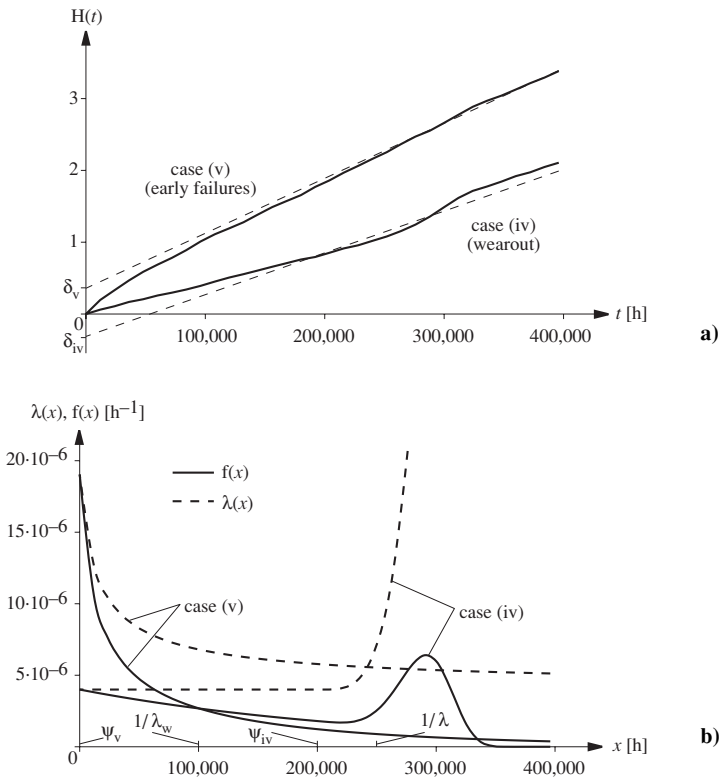 H(t)
3
2
1
δv
0
δiv
case (v)
(early failures)
case (iv)
(wearout)
100,000 200,000 300,000 400,000
t [h]
a)
λ(x), f(x) [h–1]
20·10-6
15·10-6
10·10-6
5·10-6
0
f(x)
λ(x)
case (v)
case (iv)
ψv 1/λw ψiv 1/λ
100,000 200,000 300,000 400,000
x [h]
b)